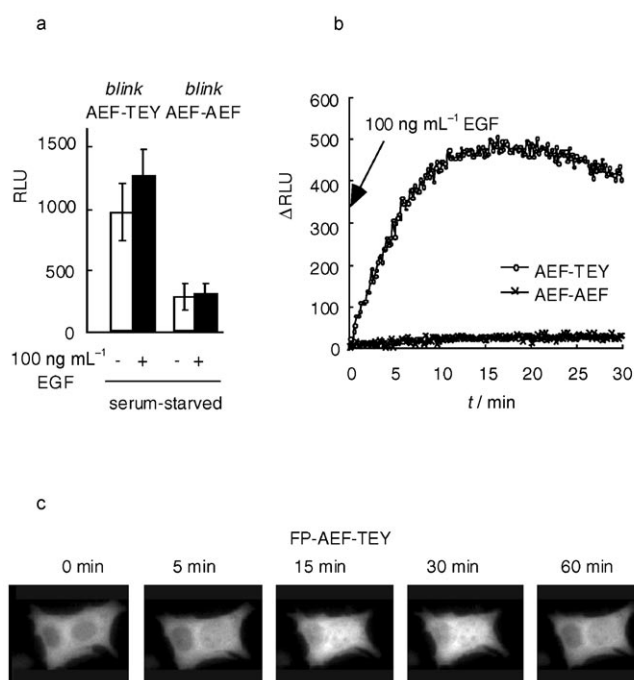 a
blink blink
AEF-TEY AEF-AEF
1500
1000
500
0
RLU
100 ng mL⁻¹ - + - +
EGF
serum-starved
b
600
500
400
300
200
100
0
ΔRLU
100 ng mL⁻¹ EGF
AEF-TEY
AEF-AEF
0 5 10 15 20 25 30
t / min
c
FP-AEF-TEY
0 min 5 min 15 min 30 min 60 min